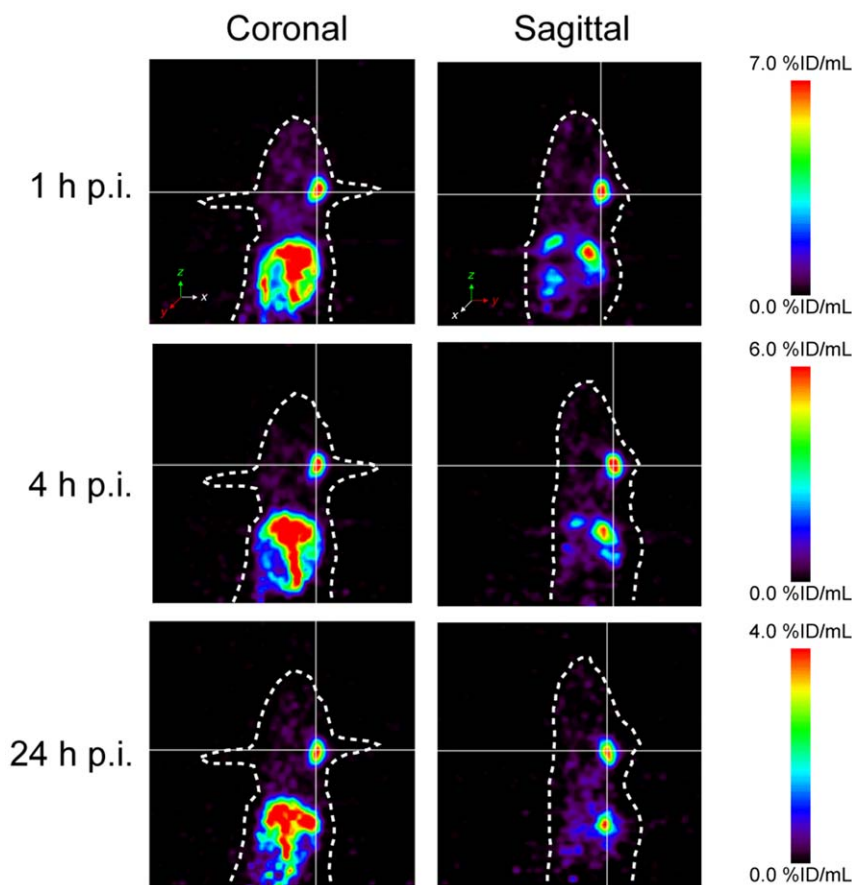 Coronal Sagittal
7.0 %ID/mL
1 h p.i.
z
x
y
z
x
y
0.0 %ID/mL
6.0 %ID/mL
4 h p.i.
0.0 %ID/mL
4.0 %ID/mL
24 h p.i.
0.0 %ID/mL